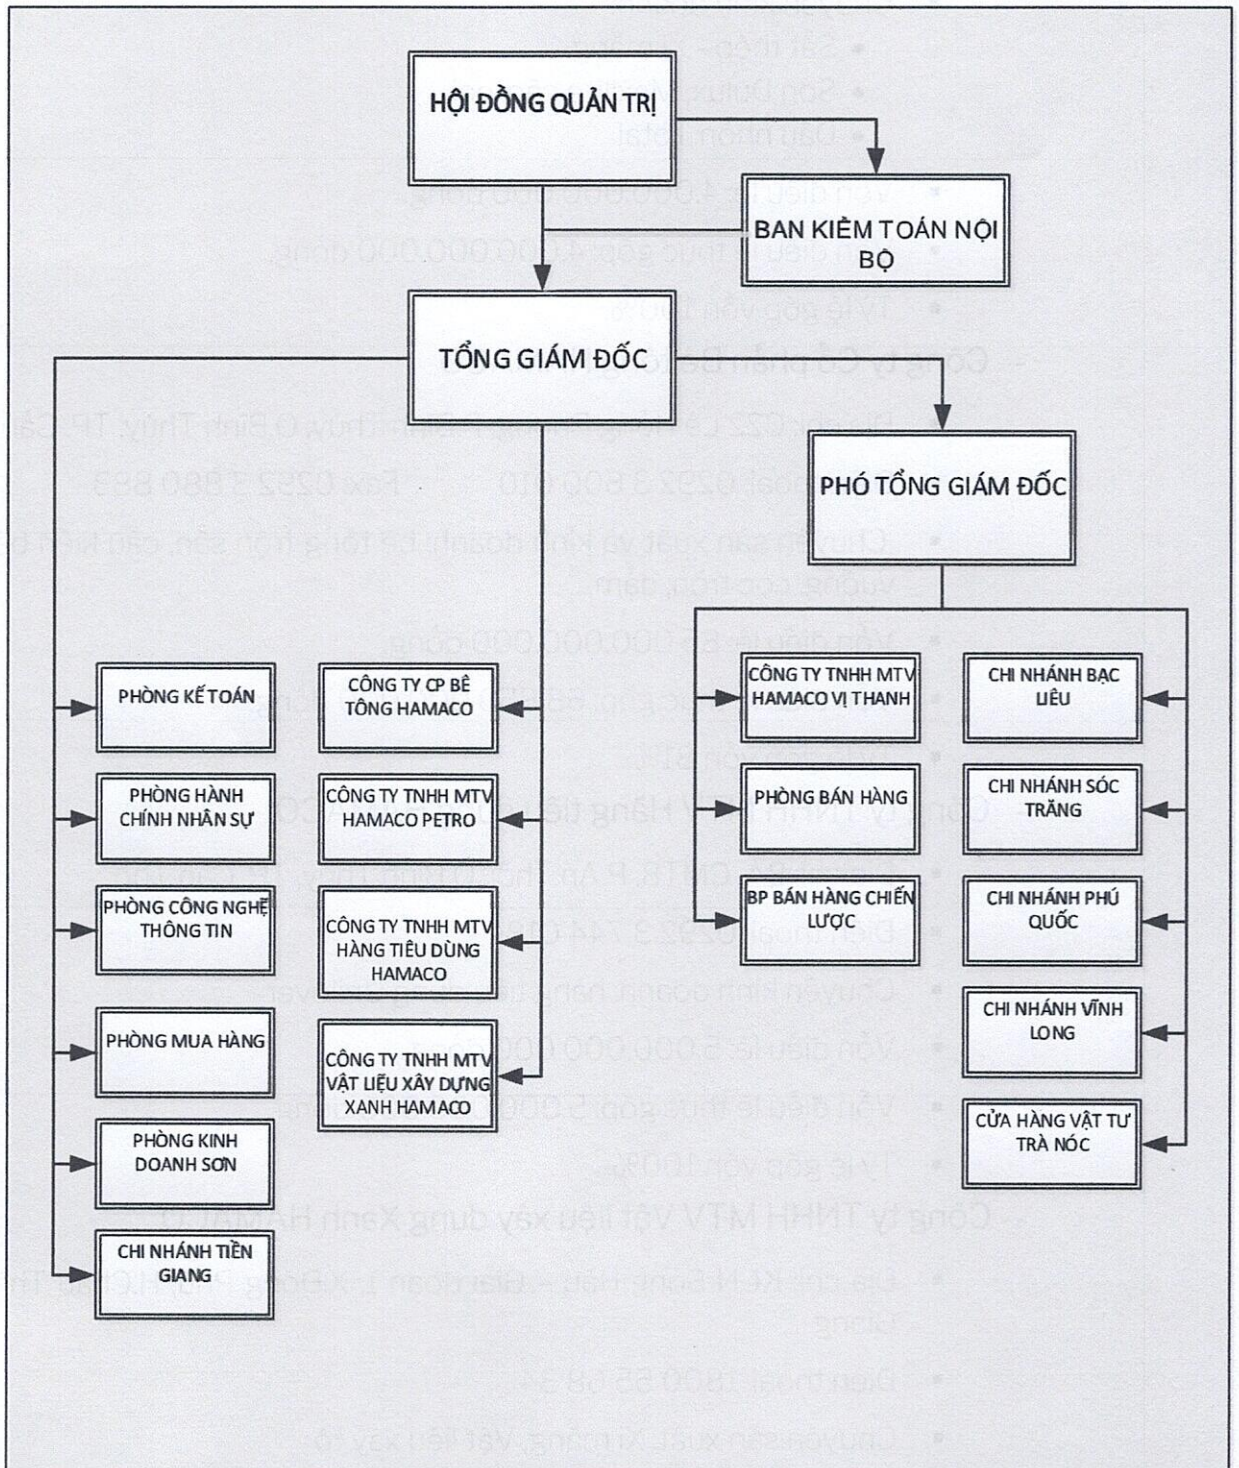 HỘI ĐỒNG QUẢN TRỊ
BAN KIỂM TOÁN NỘI
BỘ
TỔNG GIÁM ĐỐC
PHÓ TỔNG GIÁM ĐỐC
PHÒNG KẾ TOÁN
PHÒNG HÀNH
CHÍNH NHÂN SỰ
PHÒNG CÔNG NGHỆ
THÔNG TIN
PHÒNG MUA HÀNG
PHÒNG KINH
DOANH SƠN
CHI NHÁNH TIỀN
GIANG
CÔNG TY CP BÊ
TÔNG HAMACO
CÔNG TY TNHH MTV
HAMACO PETRO
CÔNG TY TNHH MTV
HÀNG TIÊU DÙNG
HAMACO
CÔNG TY TNHH MTV
VẬT LIỆU XÂY DỰNG
XANH HAMACO
CÔNG TY TNHH MTV
HAMACO VỊ THANH
PHÒNG BÁN HÀNG
BP BÁN HÀNG CHIẾN
LƯỢC
CHI NHÁNH BẠC
LIÊU
CHI NHÁNH SÓC
TRĂNG
CHI NHÁNH PHÚ
QUỐC
CHI NHÁNH VĨNH
LONG
CỬA HÀNG VẬT TƯ
TRÀ NÓC